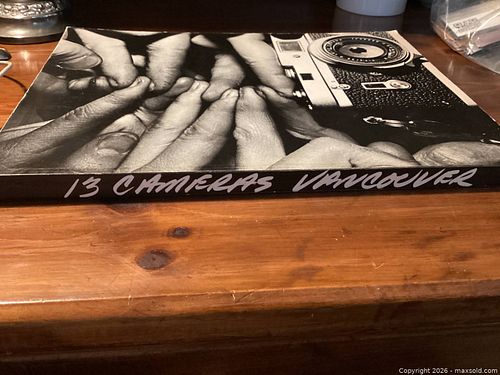 13 CAMERAS VANCOUVER
Copyright 2026 - maxsold.com